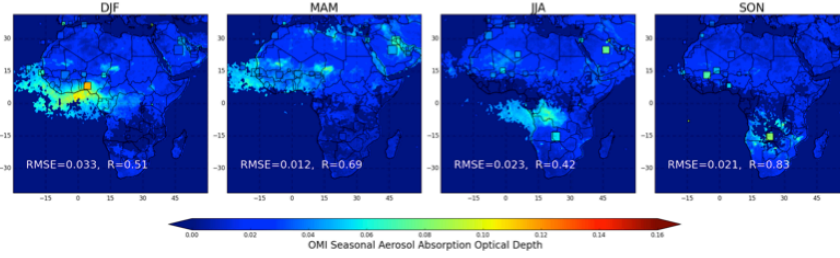 DJF
MAM
JJA
SON
30
15
0
−15
−30
30
15
0
−15
−30
30
15
0
−15
−30
30
15
0
−15
−30
RMSE=0.033, R=0.51
RMSE=0.012, R=0.69
RMSE=0.023, R=0.42
RMSE=0.021, R=0.83
−15 0 15 30 45
−15 0 15 30 45
−15 0 15 30 45
−15 0 15 30 45
0.00 0.02 0.04 0.06 0.08 0.10 0.12 0.14 0.16
OMI Seasonal Aerosol Absorption Optical Depth